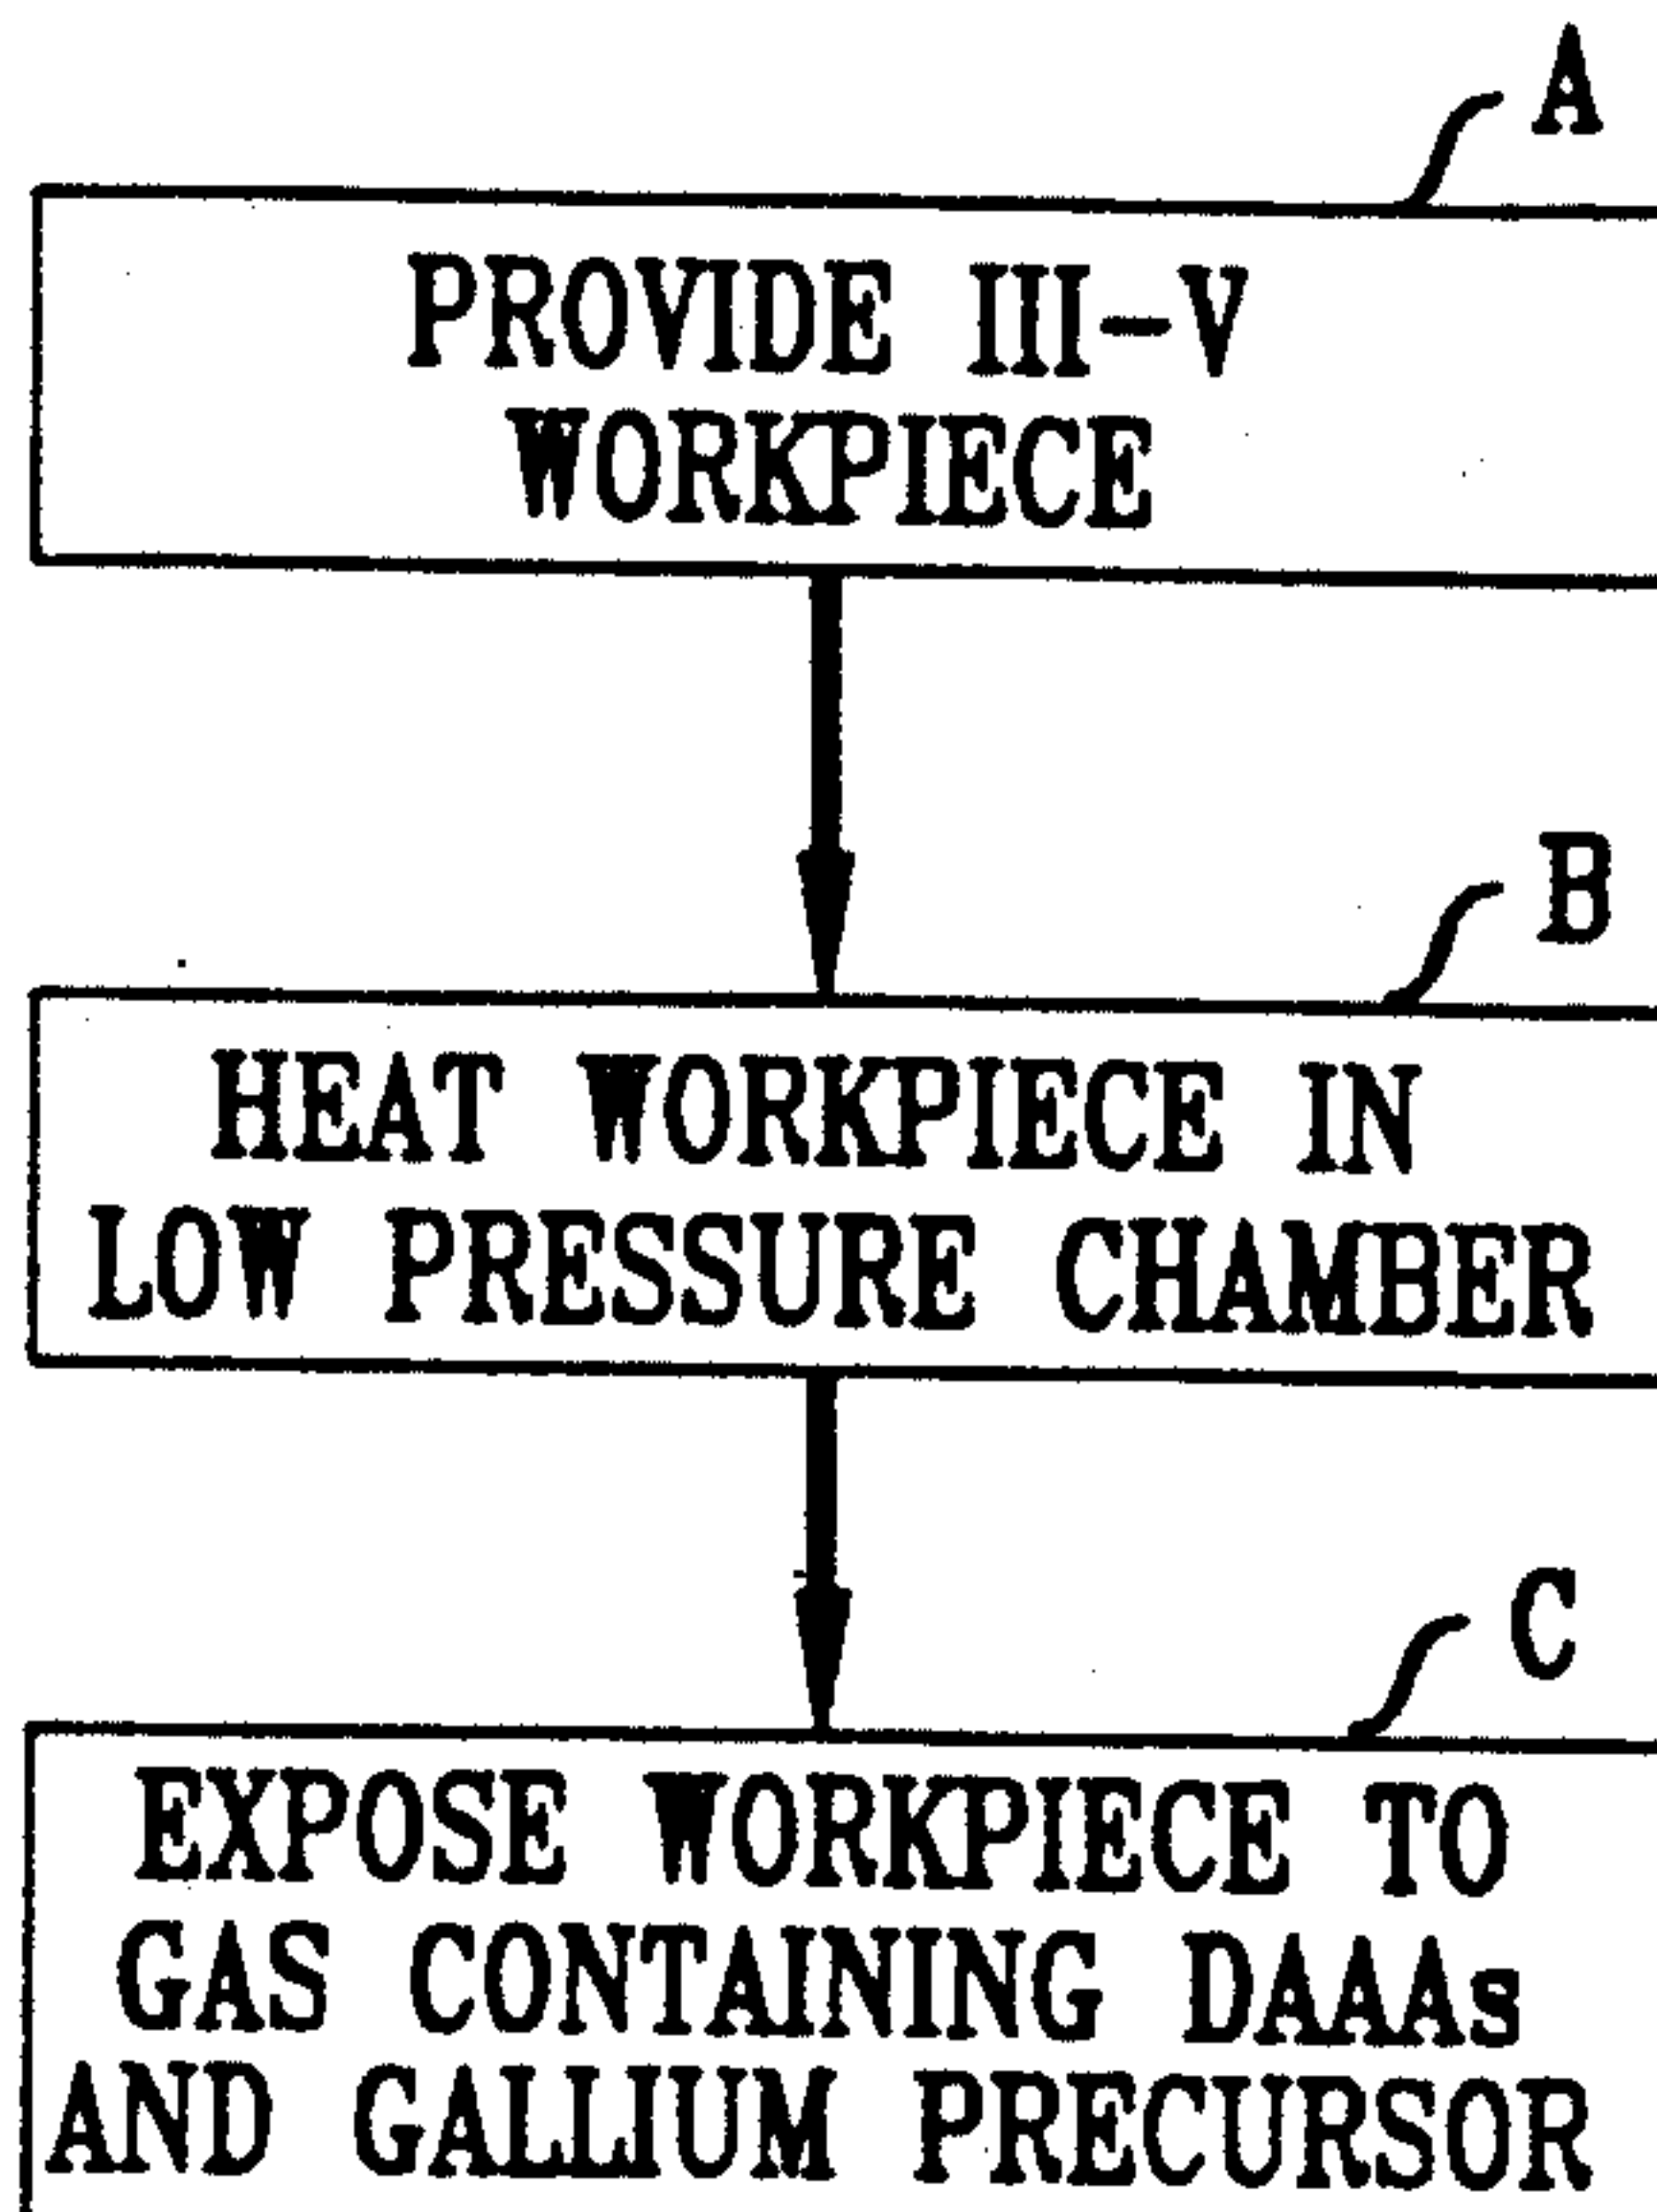 A
PROVIDE III-V
WORKPIECE
B
HEAT WORKPIECE IN
LOW PRESSURE CHAMBER
C
EXPOSE WORKPIECE TO
GAS CONTAINING DAAAs
AND GALLIUM PRECURSOR